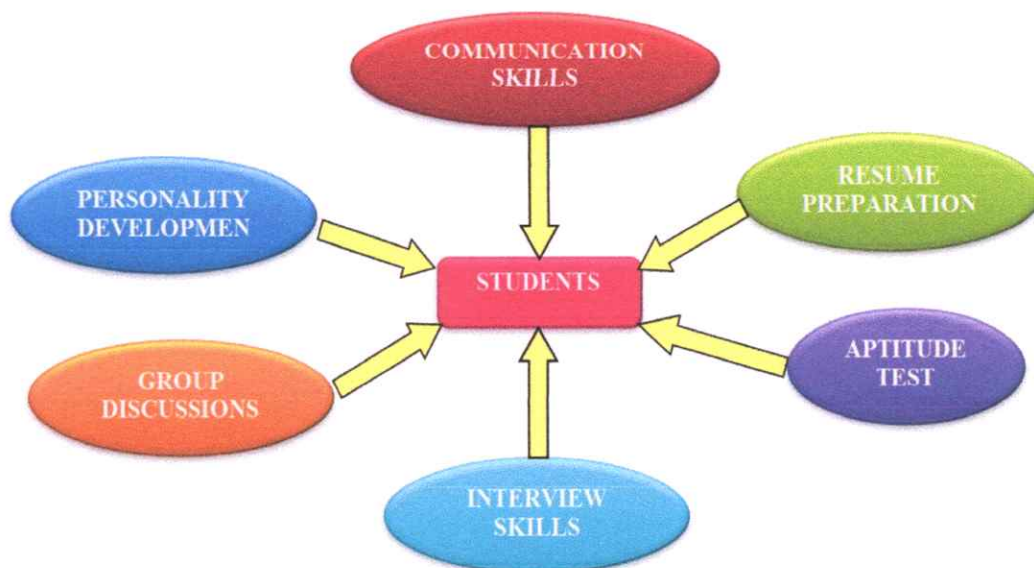 COMMUNICATION
SKILLS
PERSONALITY
DEVELOPMEN
RESUME
PREPARATION
STUDENTS
GROUP
DISCUSSIONS
APTITUDE
TEST
INTERVIEW
SKILLS